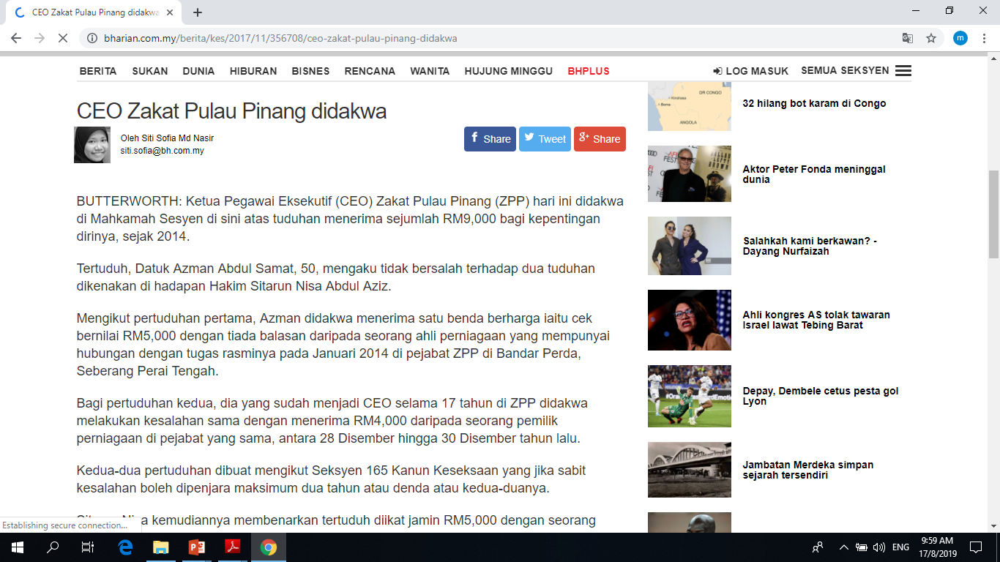 CEO Zakat Pulau Pinang didakwa
bharian.com.my/berita/kes/2017/11/356708/ceo-zakat-pulau-pinang-didakwa
m
BERITA SUKAN DUNIA HIBURAN BISNES RENCANA WANITA HUJUNG MINGGU BHPLUS LOG MASUK SEMUA SEKSYEN
CEO Zakat Pulau Pinang didakwa
Oleh Siti Sofia Md Nasir
siti.sofia@bh.com.my
Share Tweet Share
BUTTERWORTH: Ketua Pegawai Eksekutif (CEO) Zakat Pulau Pinang (ZPP) hari ini didakwa
di Mahkamah Sesyen di sini atas tuduhan menerima sejumlah RM9,000 bagi kepentingan
dirinya, sejak 2014.
Tertuduh, Datuk Azman Abdul Samat, 50, mengaku tidak bersalah terhadap dua tuduhan
dikenakan di hadapan Hakim Sitarun Nisa Abdul Aziz.
Mengikut pertuduhan pertama, Azman didakwa menerima satu benda berharga iaitu cek
bernilai RM5,000 dengan tiada balasan daripada seorang ahli perniagaan yang mempunyai
hubungan dengan tugas rasminya pada Januari 2014 di pejabat ZPP di Bandar Perda,
Seberang Perai Tengah.
Bagi pertuduhan kedua, dia yang sudah menjadi CEO selama 17 tahun di ZPP didakwa
melakukan kesalahan sama dengan menerima RM4,000 daripada seorang pemilik
perniagaan di pejabat yang sama, antara 28 Disember hingga 30 Disember tahun lalu.
Kedua-dua pertuduhan dibuat mengikut Seksyen 165 Kanun Keseksaan yang jika sabit
kesalahan boleh dipenjara maksimum dua tahun atau denda atau kedua-duanya.
kemudiannya membenarkan tertuduh diikat jamin RM5,000 dengan seorang
Kinshasa
DR CONGO
Boma
ANGOLA
32 hilang bot karam di Congo
Aktor Peter Fonda meninggal
dunia
Salahkah kami berkawan? -
Dayang Nurfaizah
Ahli kongres AS tolak tawaran
Israel lawat Tebing Barat
Depay, Dembele cetus pesta gol
Lyon
Jambatan Merdeka simpan
sejarah tersendiri
Establishing secure connection...
ENG
9:59 AM
17/8/2019